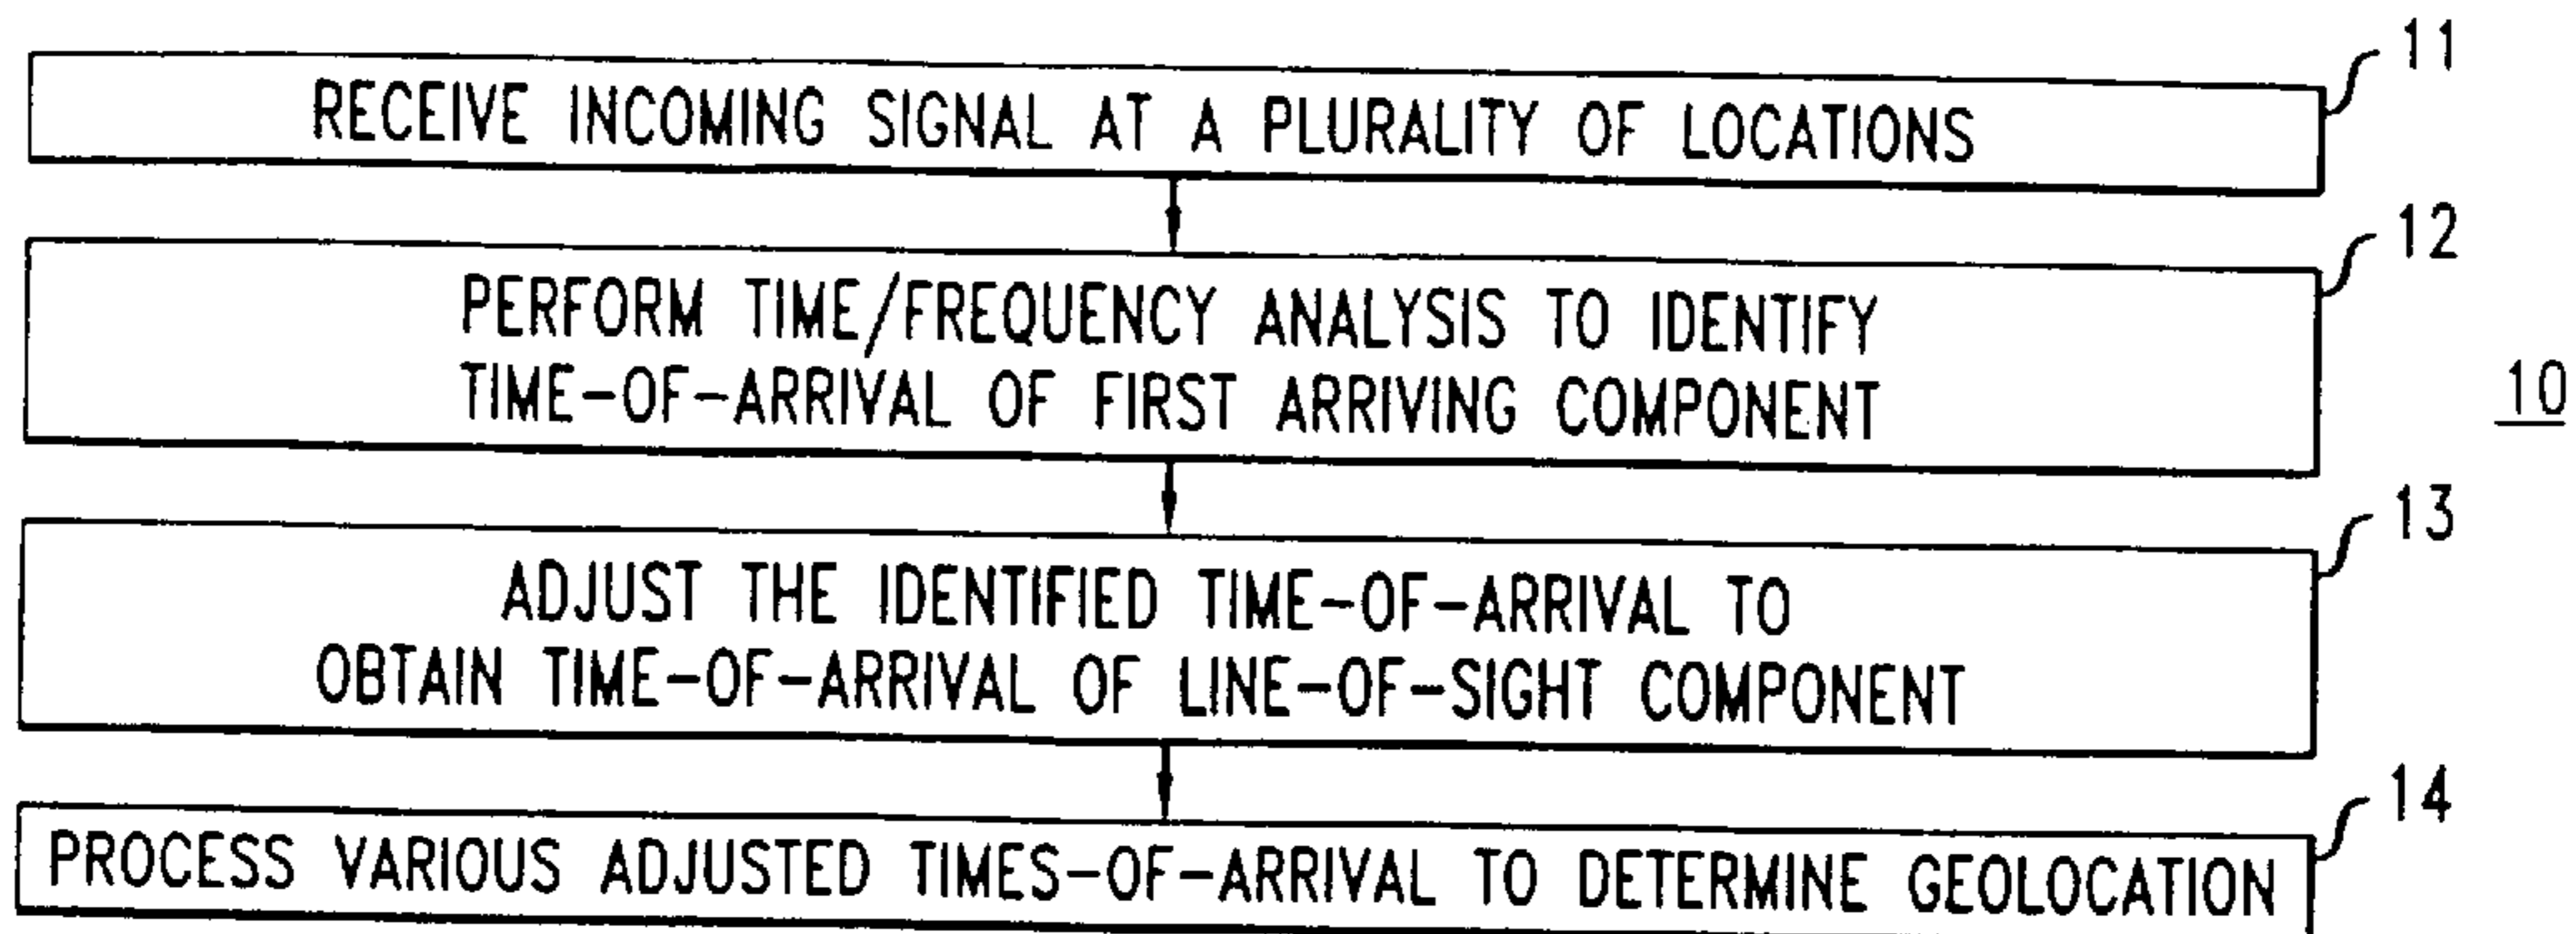 RECEIVE INCOMING SIGNAL AT A PLURALITY OF LOCATIONS
11
PERFORM TIME/FREQUENCY ANALYSIS TO IDENTIFY
TIME-OF-ARRIVAL OF FIRST ARRIVING COMPONENT
12
10
ADJUST THE IDENTIFIED TIME-OF-ARRIVAL TO
OBTAIN TIME-OF-ARRIVAL OF LINE-OF-SIGHT COMPONENT
13
PROCESS VARIOUS ADJUSTED TIMES-OF-ARRIVAL TO DETERMINE GEOLOCATION
14